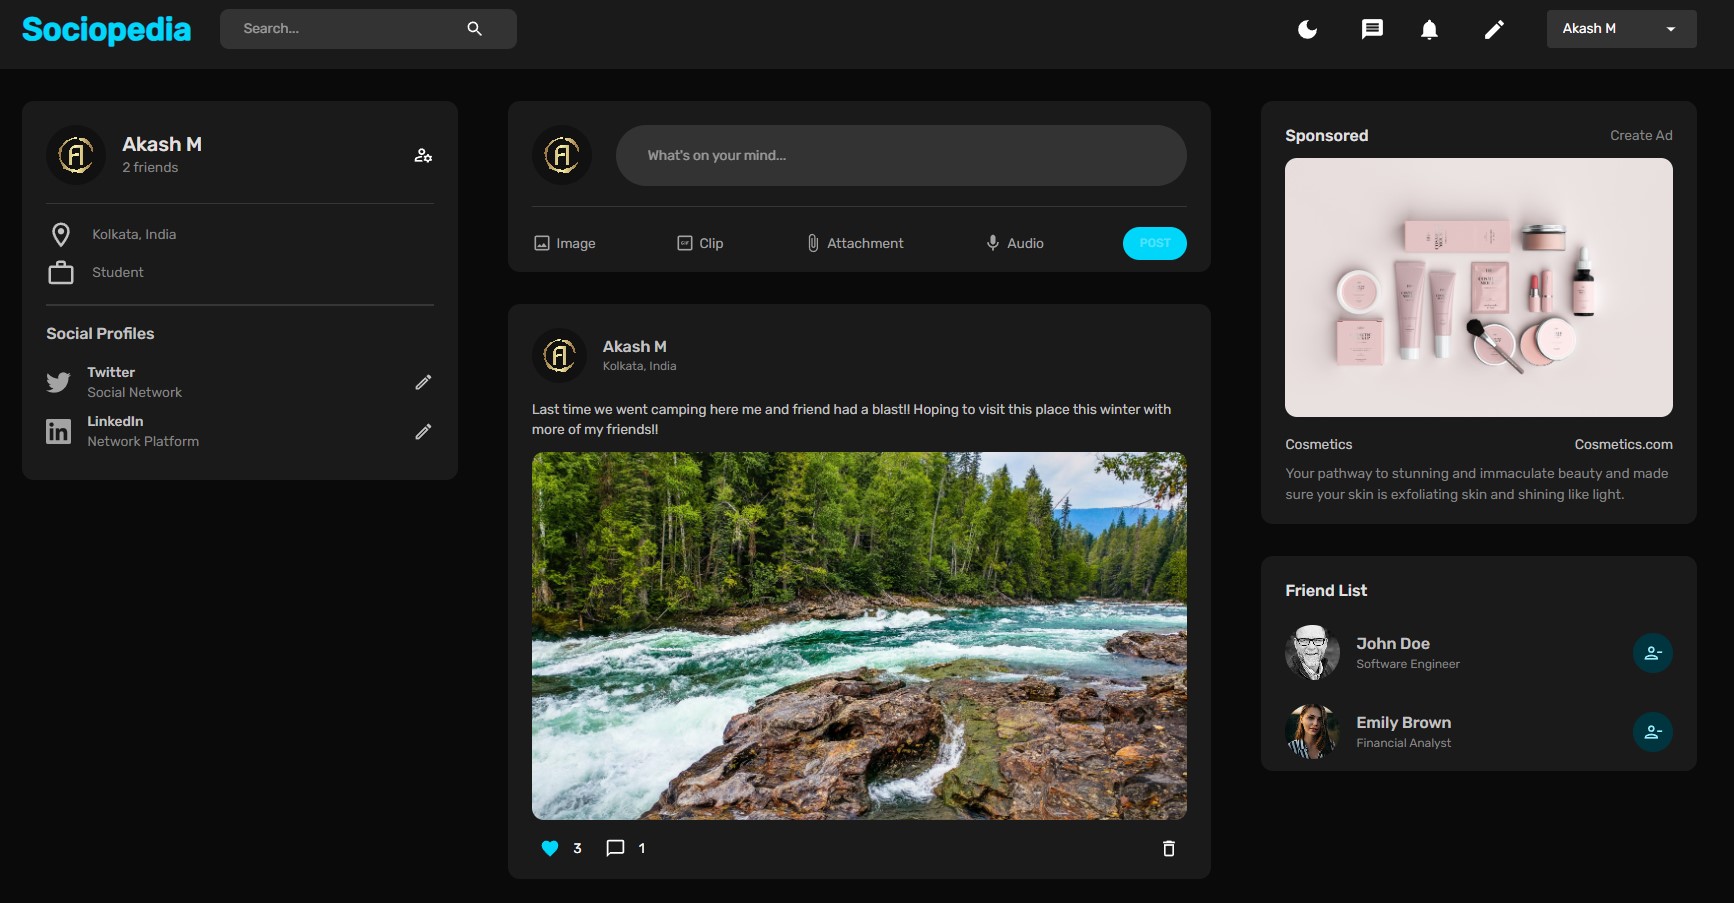 Sociopedia
Search...
Akash M
Akash M
2 friends
Kolkata, India
Student
Social Profiles
Twitter
Social Network
LinkedIn
Network Platform
What's on your mind...
Image
Clip
Attachment
Audio
POST
Akash M
Kolkata, India
Last time we went camping here me and friend had a blast!! Hoping to visit this place this winter with
more of my friends!!
3
1
Sponsored
Create Ad
Cosmetics
Cosmetics.com
Your pathway to stunning and immaculate beauty and made
sure your skin is exfoliating skin and shining like light.
Friend List
John Doe
Software Engineer
Emily Brown
Financial Analyst